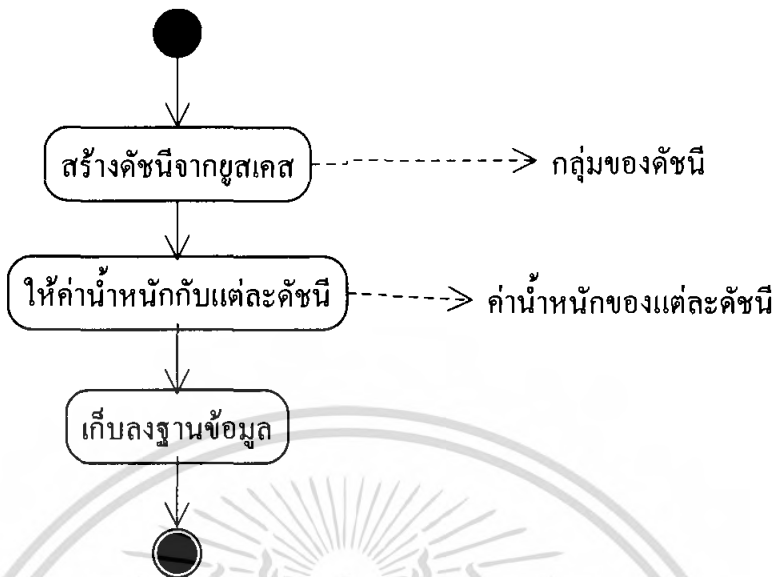 สร้างดัชนีจากยูสเคส
กลุ่มของดัชนี
ให้ค่าน้ำหนักกับแต่ละดัชนี
ค่าน้ำหนักของแต่ละดัชนี
เก็บลงฐานข้อมูล